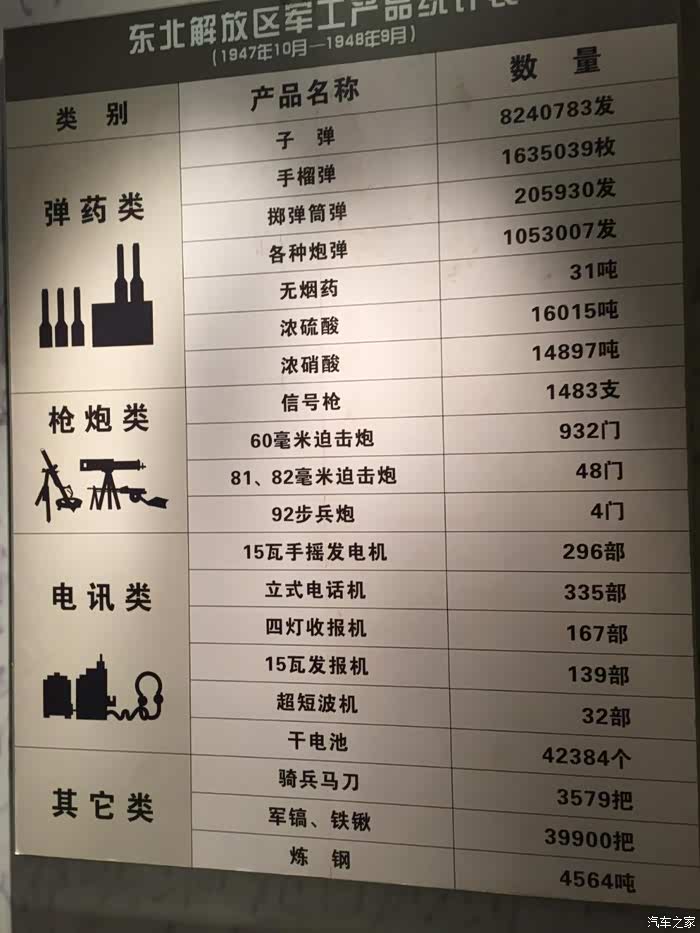 东北解放区军工产品统计表
(1947年10月—1948年9月)
类 别 产品名称 数 量
弹药类
子 弹 8240783发
手榴弹 1635039枚
掷弹筒弹 205930发
各种炮弹 1053007发
无烟药 31吨
浓硫酸 16015吨
浓硝酸 14897吨
枪炮类
信号枪 1483支
60毫米迫击炮 932门
81、82毫米迫击炮 48门
92步兵炮 4门
电讯类
15瓦手摇发电机 296部
立式电话机 335部
四灯收报机 167部
15瓦发报机 139部
超短波机 32部
干电池 42384个
其它类
骑兵马刀 3579把
军镐、铁锹 39900把
炼 钢 4564吨
汽车之家